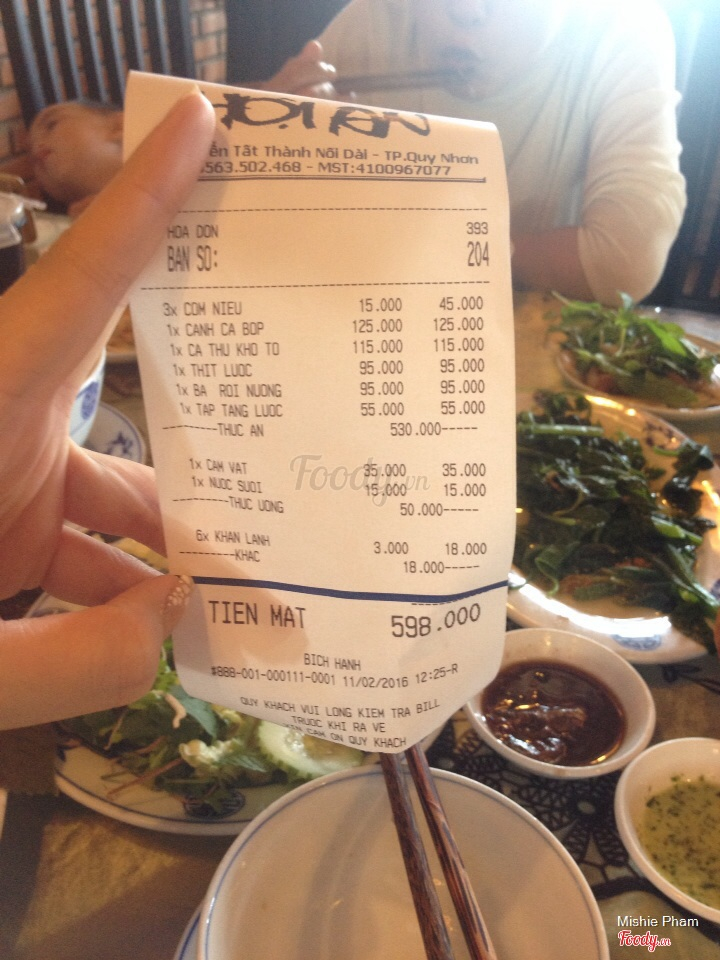 ễn Tất Thành Nối Dài - TP.Quy Nhơn
.563.502.468 - MST:4100967077
HOA DON 393
BAN SO: 204
3x COM NIEU 15.000 45.000
1x CANH CA BOP 125.000 125.000
1x CA THU KHO TO 115.000 115.000
1x THIT LUOC 95.000 95.000
1x BA ROI NUONG 95.000 95.000
1x TAP TANG LUOC 55.000 55.000
---------THUC AN 530.000-----
1x CAM VAT 35.000 35.000
1x NUOC SUOI 15.000 15.000
----------THUC UONG 50.000-----
6x KHAN LANH 3.000 18.000
----------KHAC 18.000-----
TIEN MAT 598.000
BICH HANH
#888-001-000111-0001 11/02/2016 12:25-R
QUY KHACH VUI LONG KIEM TRA BILL
TRUOC KHI RA VE
XIN CAM ON QUY KHACH
Foody.vn
Mishie Pham
Foody.vn